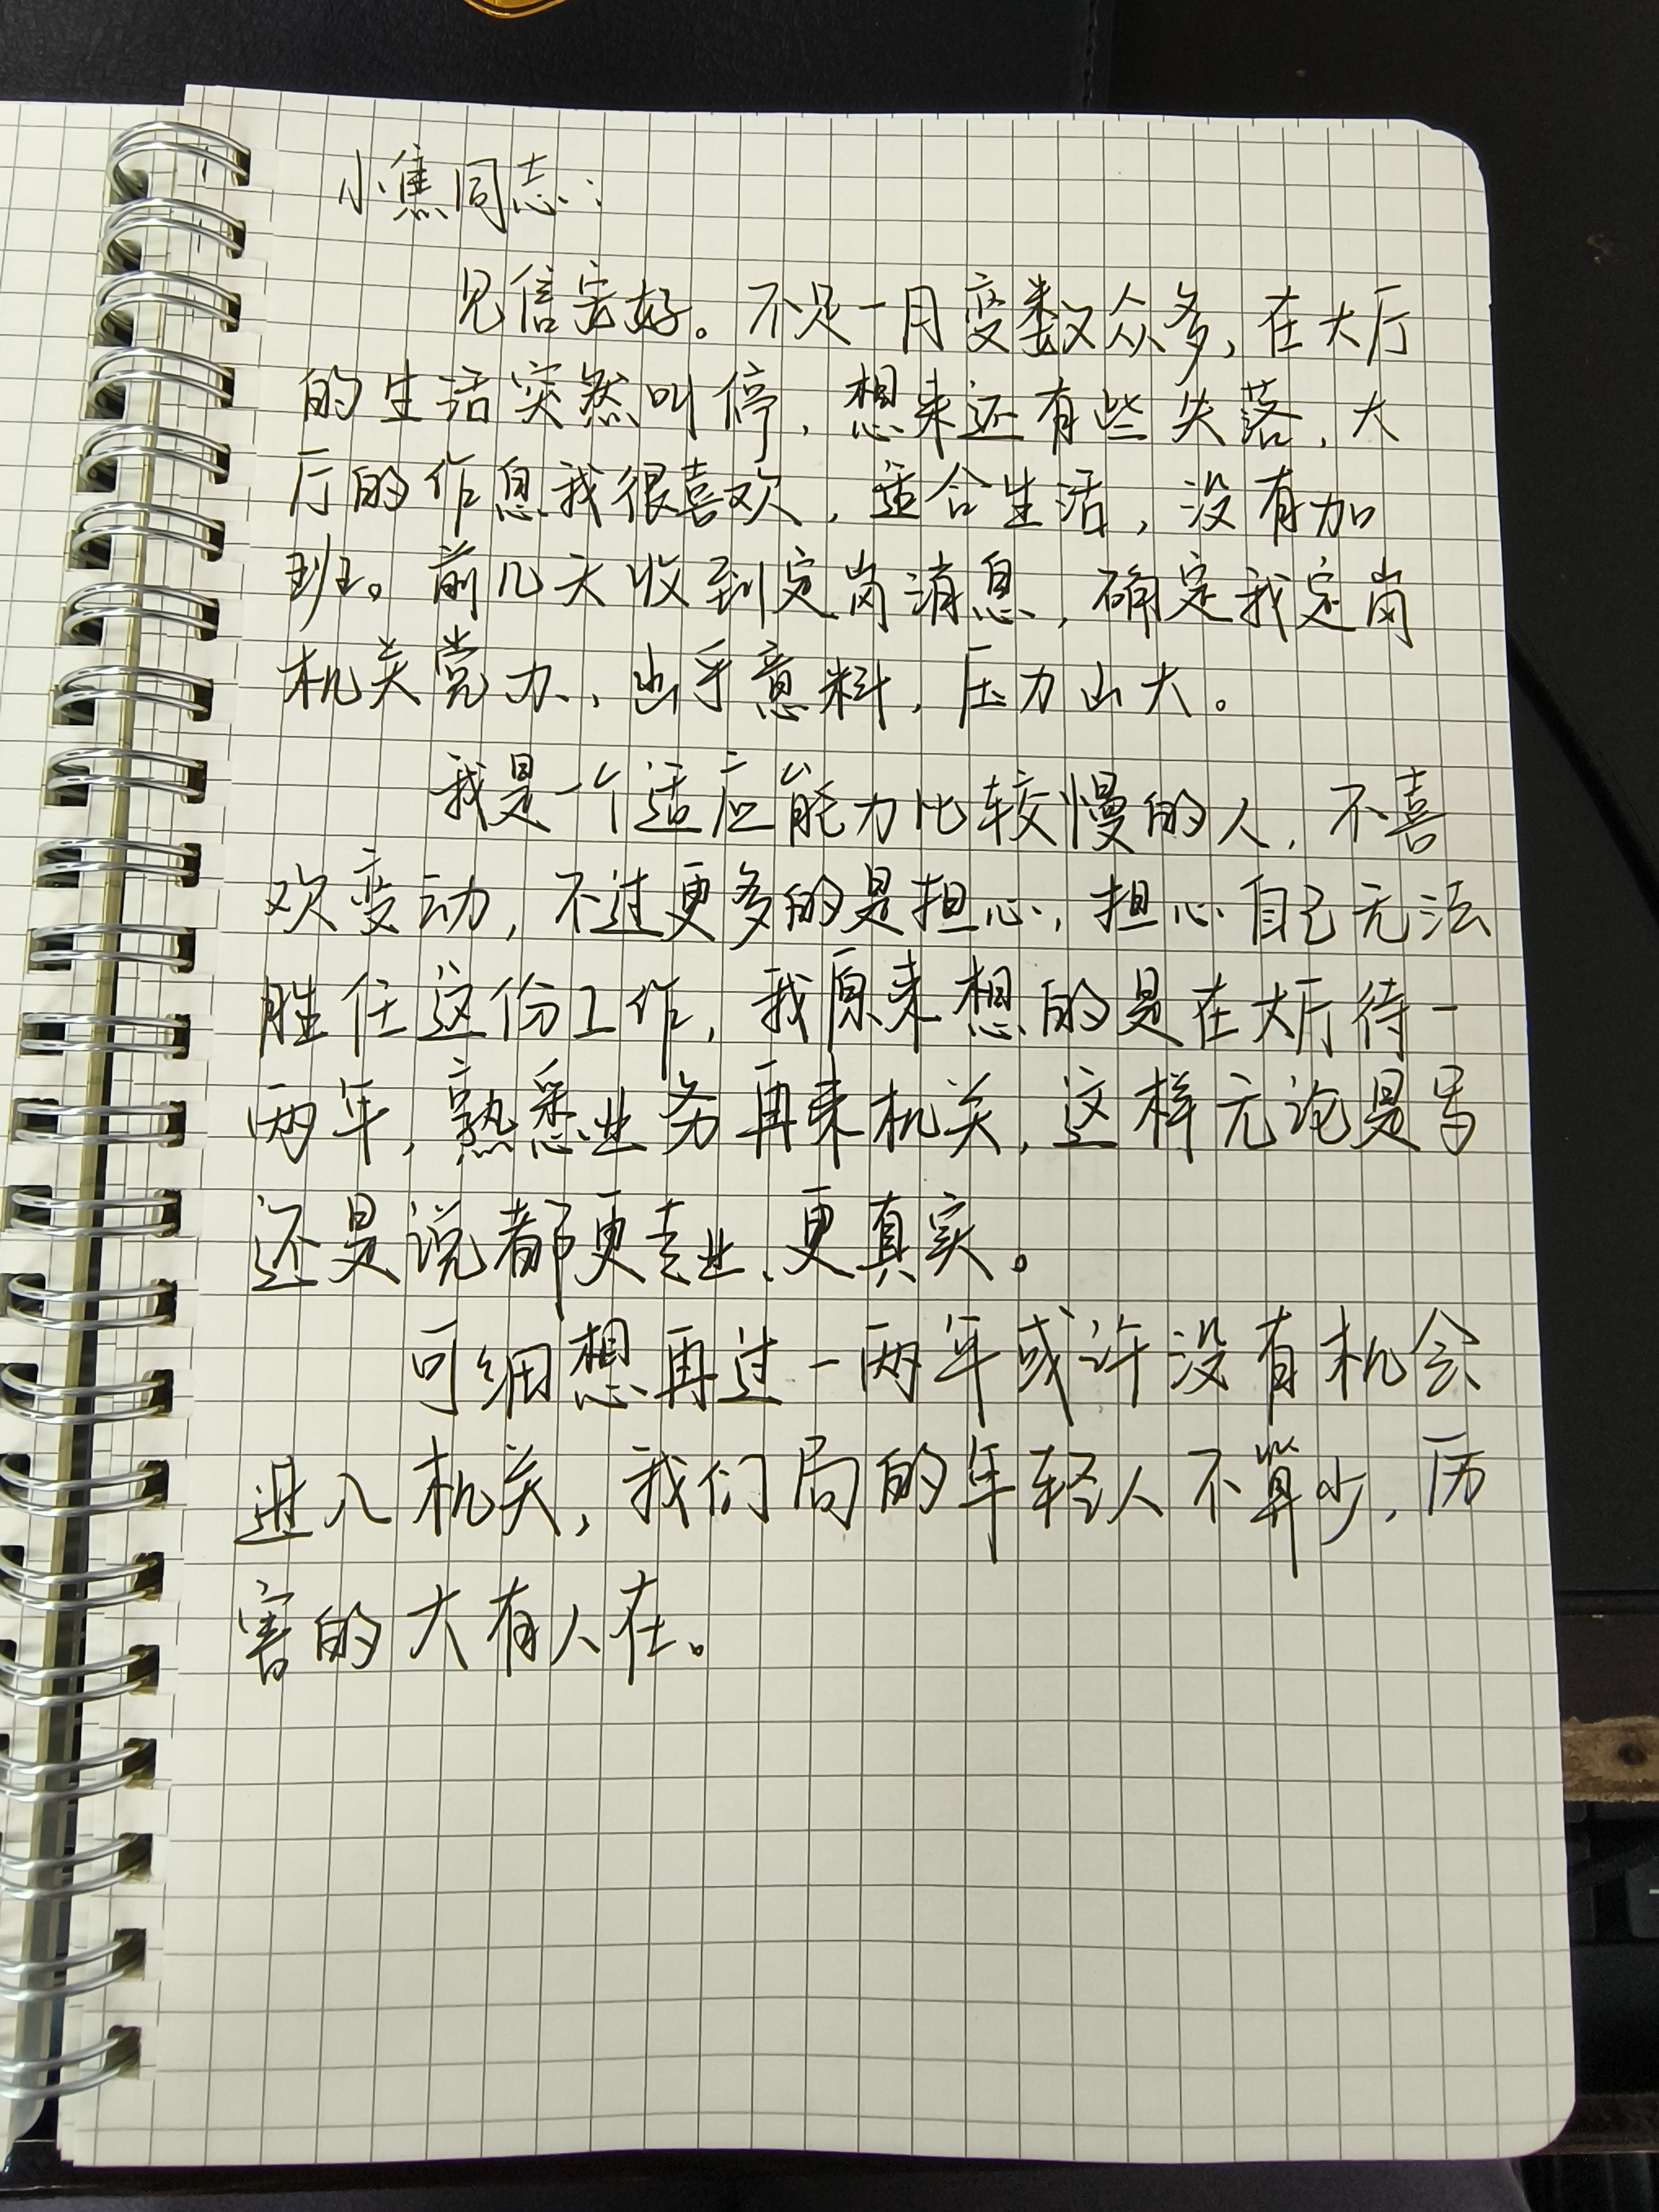 小焦同志：
见信安好。不足一月变数众多，在大厅
的生活突然叫停，想来还有些失落，大
厅的作息我很喜欢，适合生活，没有加
班。前几天收到定岗消息，确定我定岗
机关党办，出乎意料，压力山大。
我是一个适应能力比较慢的人，不喜
欢变动，不过更多的是担心，担心自己无法
胜任这份工作，我原来想的是在大厅待一
两年，熟悉业务再来机关，这样无论是写
还是说都更专业、更真实。
可细想再过一两年或许没有机会
进入机关，我们局的年轻人不算少，厉
害的大有人在。